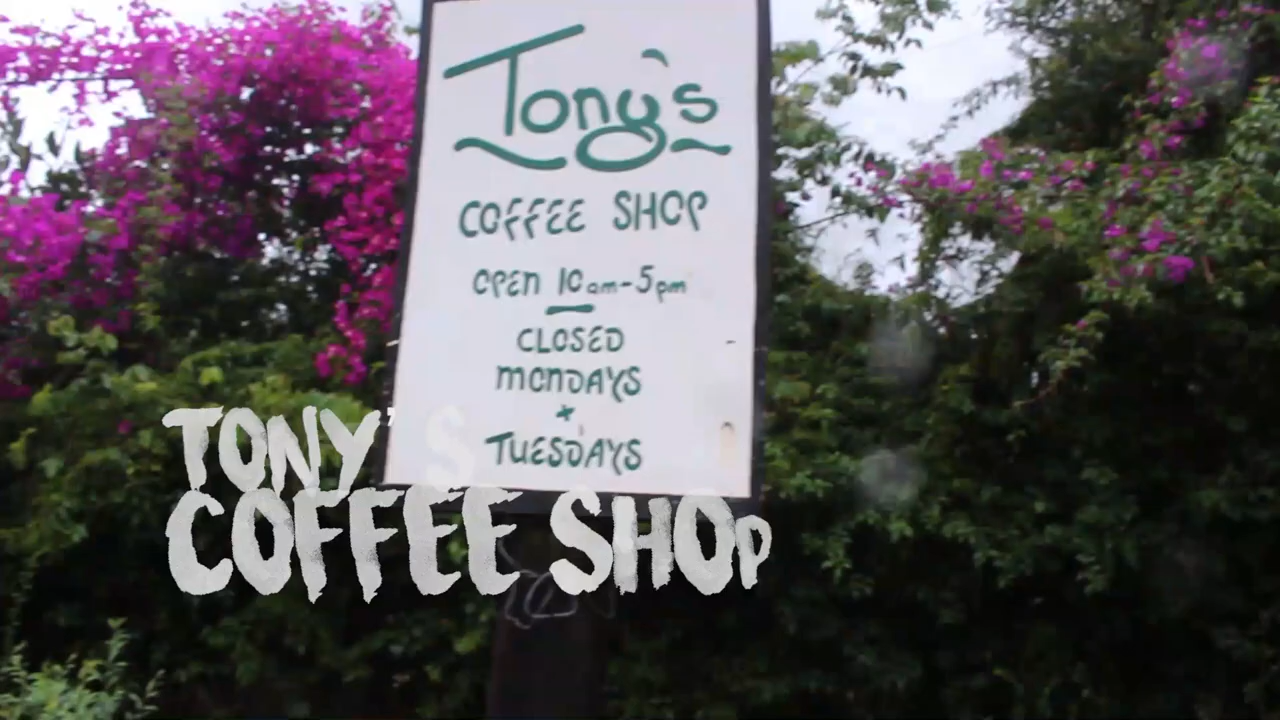 Tony's
COFFEE SHOP
OPEN 10am-5pm
CLOSED
MONDAYS
+
TUESDAYS
TONY'S
COFFEE SHOP